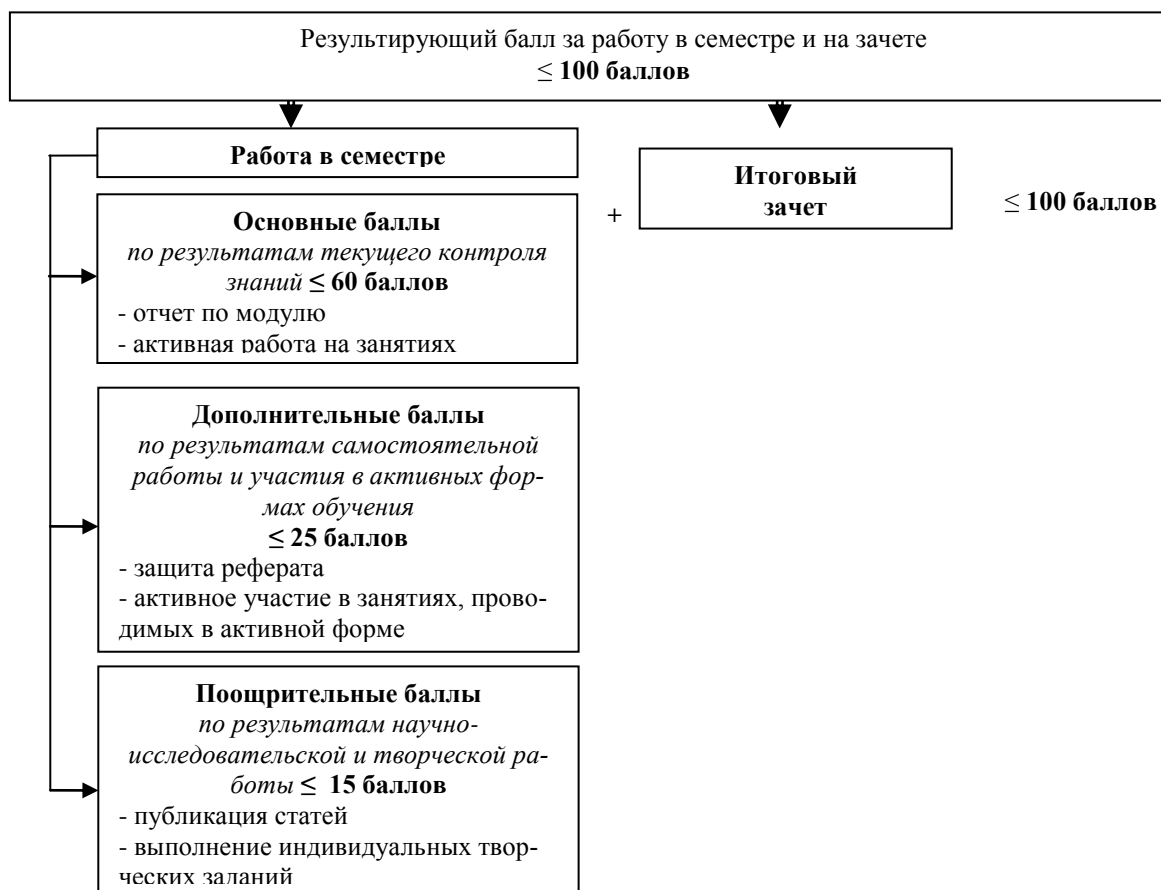 Результирующий балл за работу в семестре и на зачете
≤ 100 баллов
Работа в семестре
Основные баллы
по результатам текущего контроля
знаний ≤ 60 баллов
- отчет по модулю
- активная работа на занятиях
+
Итоговый
зачет
≤ 100 баллов
Дополнительные баллы
по результатам самостоятельной
работы и участия в активных фор-
мах обучения
≤ 25 баллов
- защита реферата
- активное участие в занятиях, прово-
димых в активной форме
Поощрительные баллы
по результатам научно-
исследовательской и творческой ра-
боты ≤ 15 баллов
- публикация статей
- выполнение индивидуальных твор-
ческих заданий